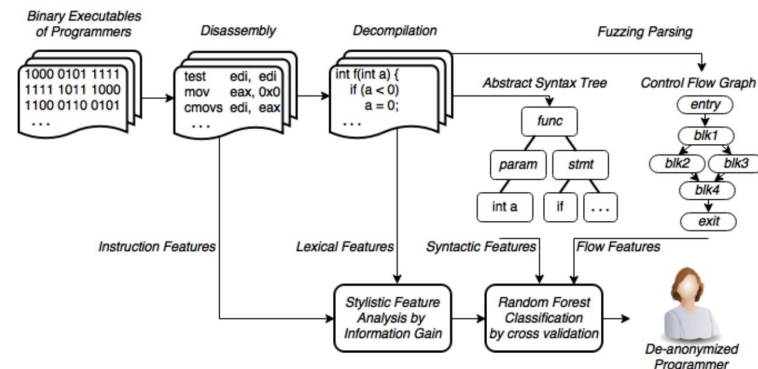 Binary Executables
of Programmers
Disassembly
Decompilation
Fuzzing Parsing
1000 0101 1111
1111 1011 1000
1100 0110 0101
...
test edi, edi
mov eax, 0x0
cmovs edi, eax
...
int f(int a) {
if (a < 0)
a = 0;
...
Abstract Syntax Tree
func
param stmt
int a if ...
Control Flow Graph
entry
blk1
blk2 blk3
blk4
exit
Instruction Features
Lexical Features
Syntactic Features
Flow Features
Stylistic Feature
Analysis by
Information Gain
Random Forest
Classification
by cross validation
De-anonymized
Programmer